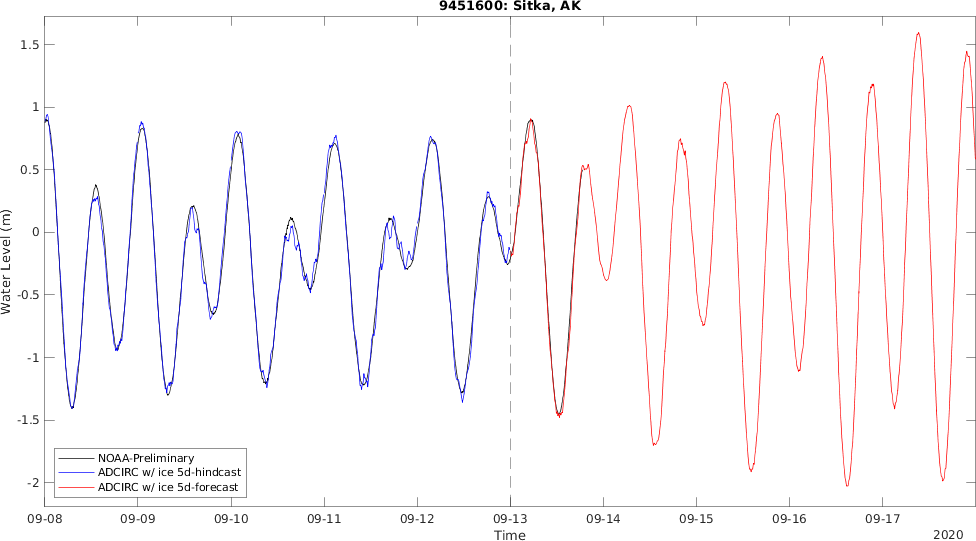 9451600: Sitka, AK
Water Level (m)
1.5
1
0.5
0
-0.5
-1
-1.5
-2
NOAA-Preliminary
ADCIRC w/ ice 5d-hindcast
ADCIRC w/ ice 5d-forecast
09-08 09-09 09-10 09-11 09-12 09-13 09-14 09-15 09-16 09-17
Time
2020